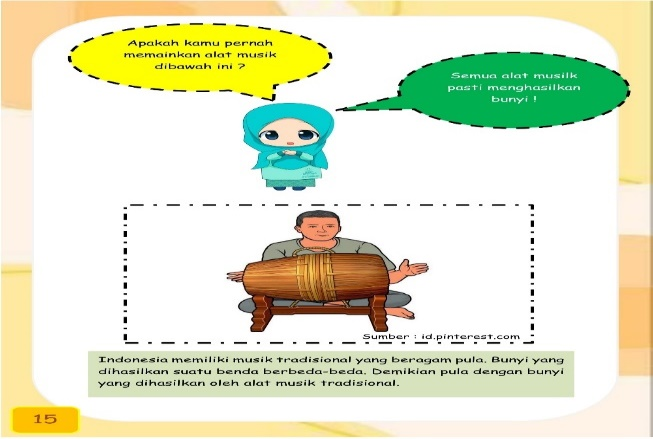 Apakah kamu pernah
memainkan alat musik
dibawah ini ?
Semua alat musilk
pasti menghasilkan
bunyi !
Sumber : id.pinterest.com
Indonesia memiliki musik tradisional yang beragam pula. Bunyi yang
dihasilkan suatu benda berbeda-beda. Demikian pula dengan bunyi
yang dihasilkan oleh alat musik tradisional.
15